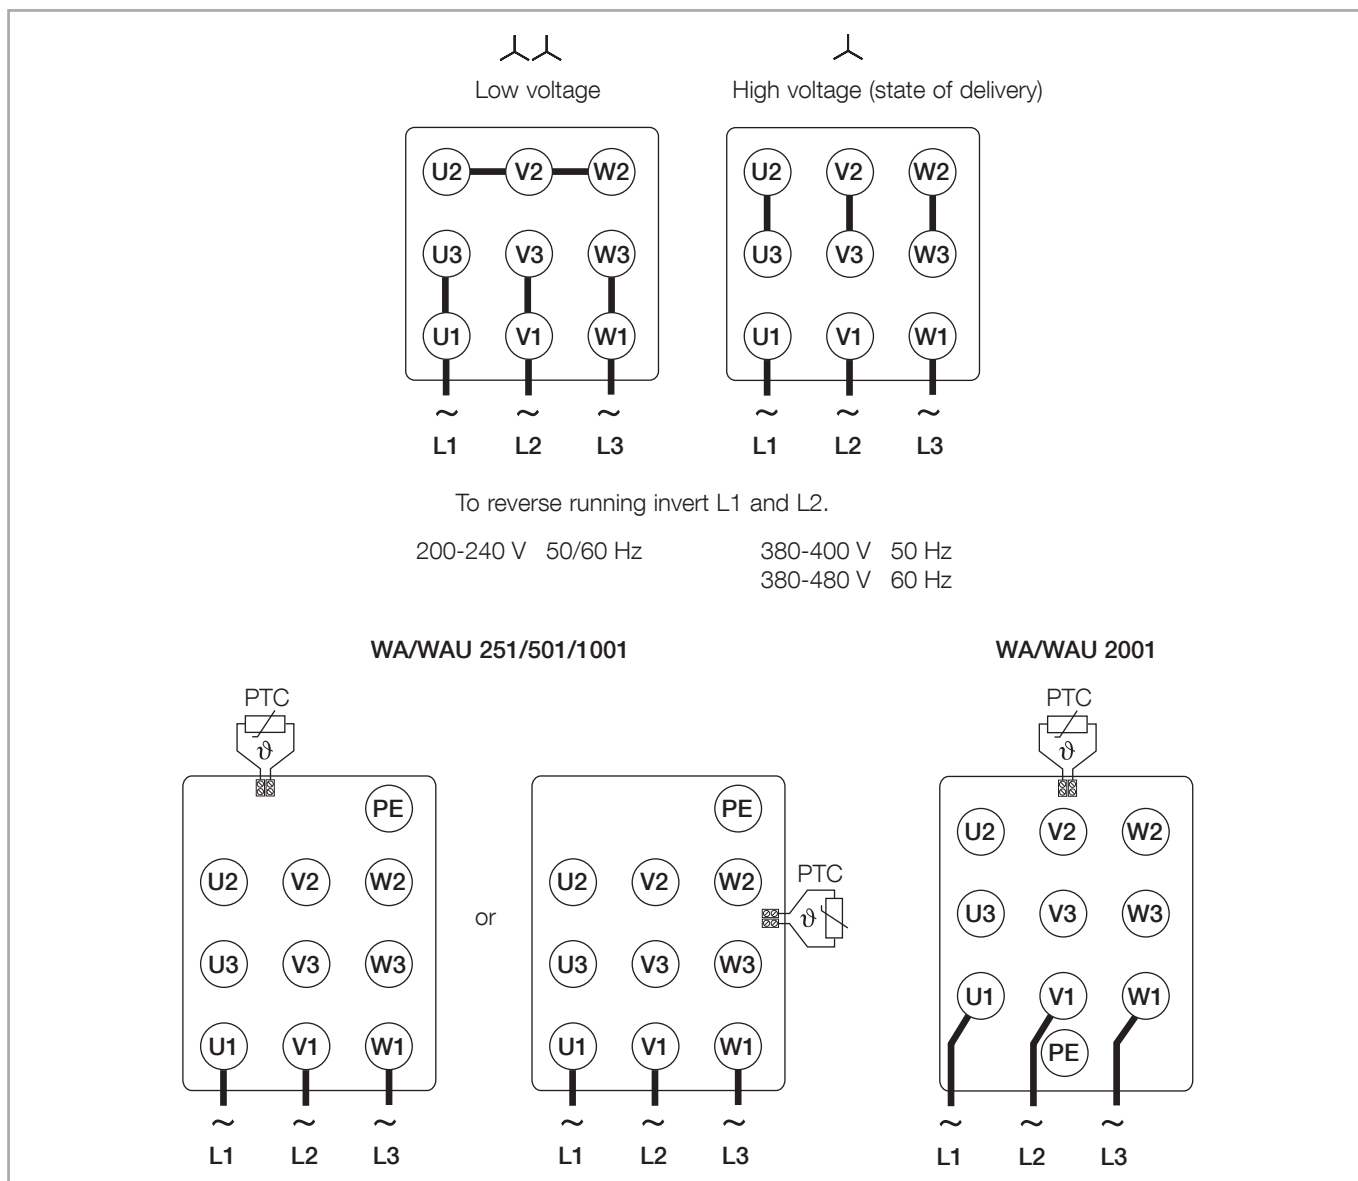 Low voltage High voltage (state of delivery)
U2 V2 W2 U2 V2 W2
U3 V3 W3 U3 V3 W3
U1 V1 W1 U1 V1 W1
~ ~ ~ ~ ~ ~
L1 L2 L3 L1 L2 L3
To reverse running invert L1 and L2.
200-240 V 50/60 Hz 380-400 V 50 Hz
380-480 V 60 Hz
WA/WAU 251/501/1001 WA/WAU 2001
PTC PTC
ϑ ϑ
PE PE
U2 V2 W2
U2 V2 W2 U2 V2 W2 PTC
or ϑ U3 V3 W3
U3 V3 W3 U3 V3 W3
U1 V1 W1
U1 V1 W1 U1 V1 W1 PE
~ ~ ~ ~ ~ ~ ~ ~ ~
L1 L2 L3 L1 L2 L3 L1 L2 L3